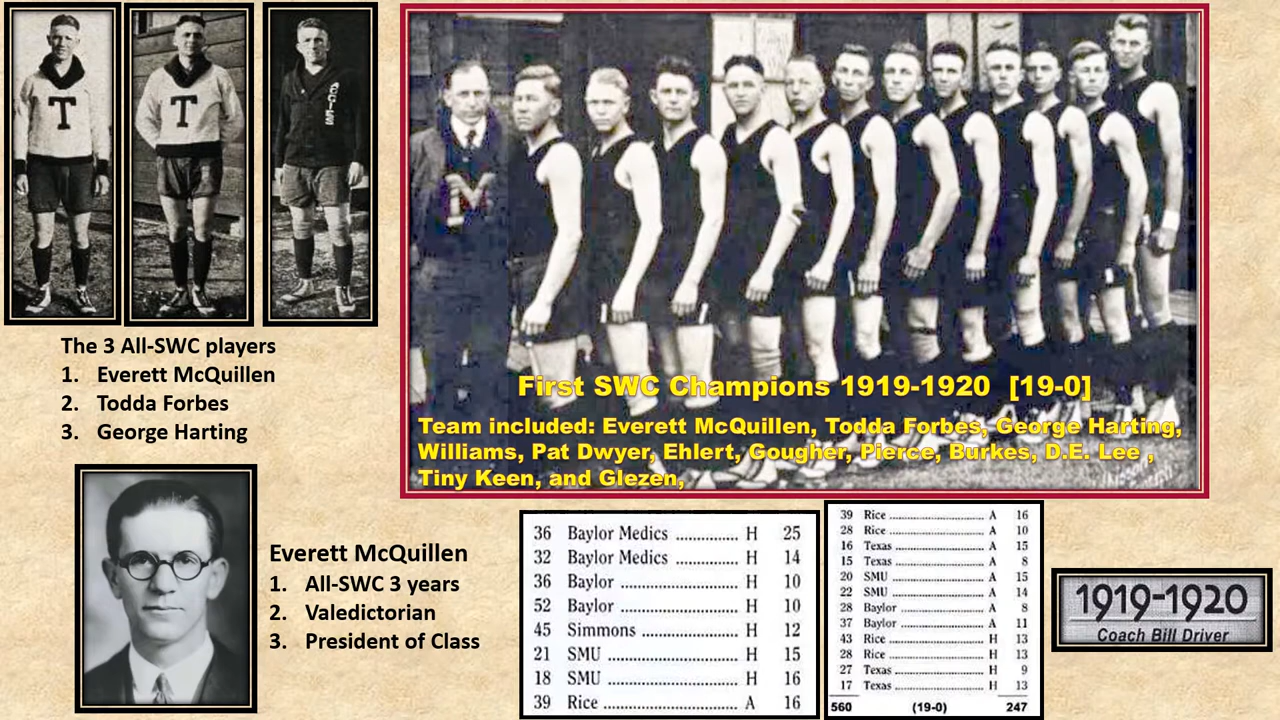 T
T
The 3 All-SWC players
1. Everett McQuillen
2. Todda Forbes
3. George Harting
M
First SWC Champions 1919-1920 [19-0]
Team included: Everett McQuillen, Todda Forbes, George Harting,
Williams, Pat Dwyer, Ehlert, Gougher, Pierce, Burkes, D.E. Lee ,
Tiny Keen, and Glezen,
Everett McQuillen
1. All-SWC 3 years
2. Valedictorian
3. President of Class
36 Baylor Medics .............. H 25
32 Baylor Medics .............. H 14
36 Baylor ........................ H 10
52 Baylor ........................ H 10
45 Simmons ..................... H 12
21 SMU ........................... H 15
18 SMU ........................... H 16
39 Rice ............................ A 16
39 Rice ............................ A 16
28 Rice ............................ A 10
16 Texas .......................... A 15
15 Texas .......................... A 8
20 SMU ........................... A 15
22 SMU ........................... A 14
28 Baylor ........................ A 8
37 Baylor ........................ A 11
43 Rice ............................ H 13
28 Rice ............................ H 13
27 Texas .......................... H 9
17 Texas .......................... H 13
560 (19-0) 247
1919-1920
Coach Bill Driver